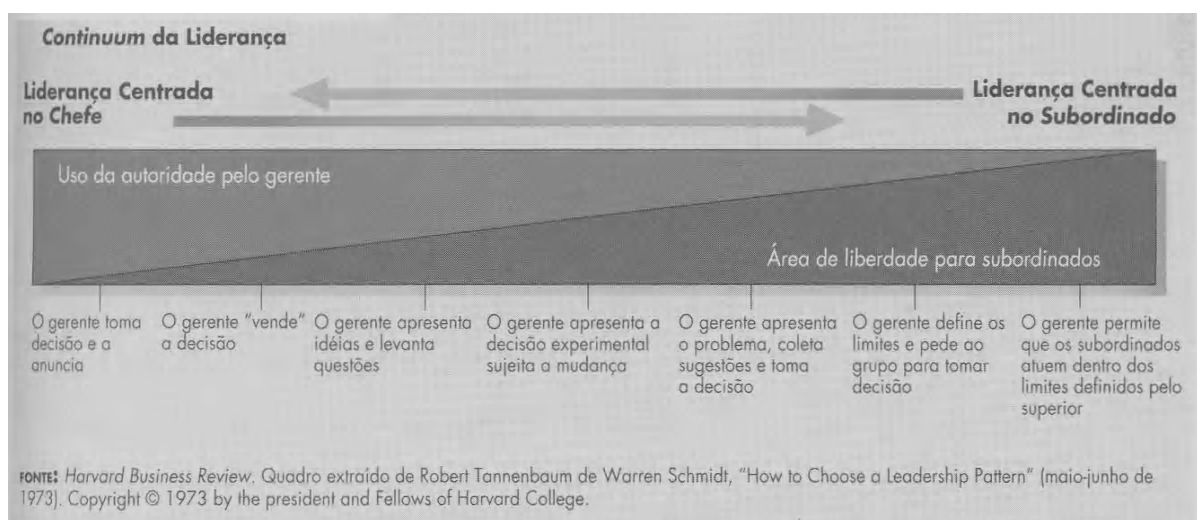 Continuum da Liderança
Liderança Centrada
no Chefe
Liderança Centrada
no Subordinado
Uso da autoridade pelo gerente
Área de liberdade para subordinados
O gerente toma
decisão e a
anuncia
O gerente "vende"
a decisão
O gerente apresenta
idéias e levanta
questões
O gerente apresenta a
decisão experimental
sujeita a mudança
O gerente apresenta
o problema, coleta
sugestões e toma
a decisão
O gerente define os
limites e pede ao
grupo para tomar
decisão
O gerente permite
que os subordinados
atuem dentro dos
limites definidos pelo
superior
FONTE: Harvard Business Review. Quadro extraído de Robert Tannenbaum de Warren Schmidt, "How to Choose a Leadership Pattern" (maio-junho de
1973). Copyright © 1973 by the president and Fellows of Harvard College.